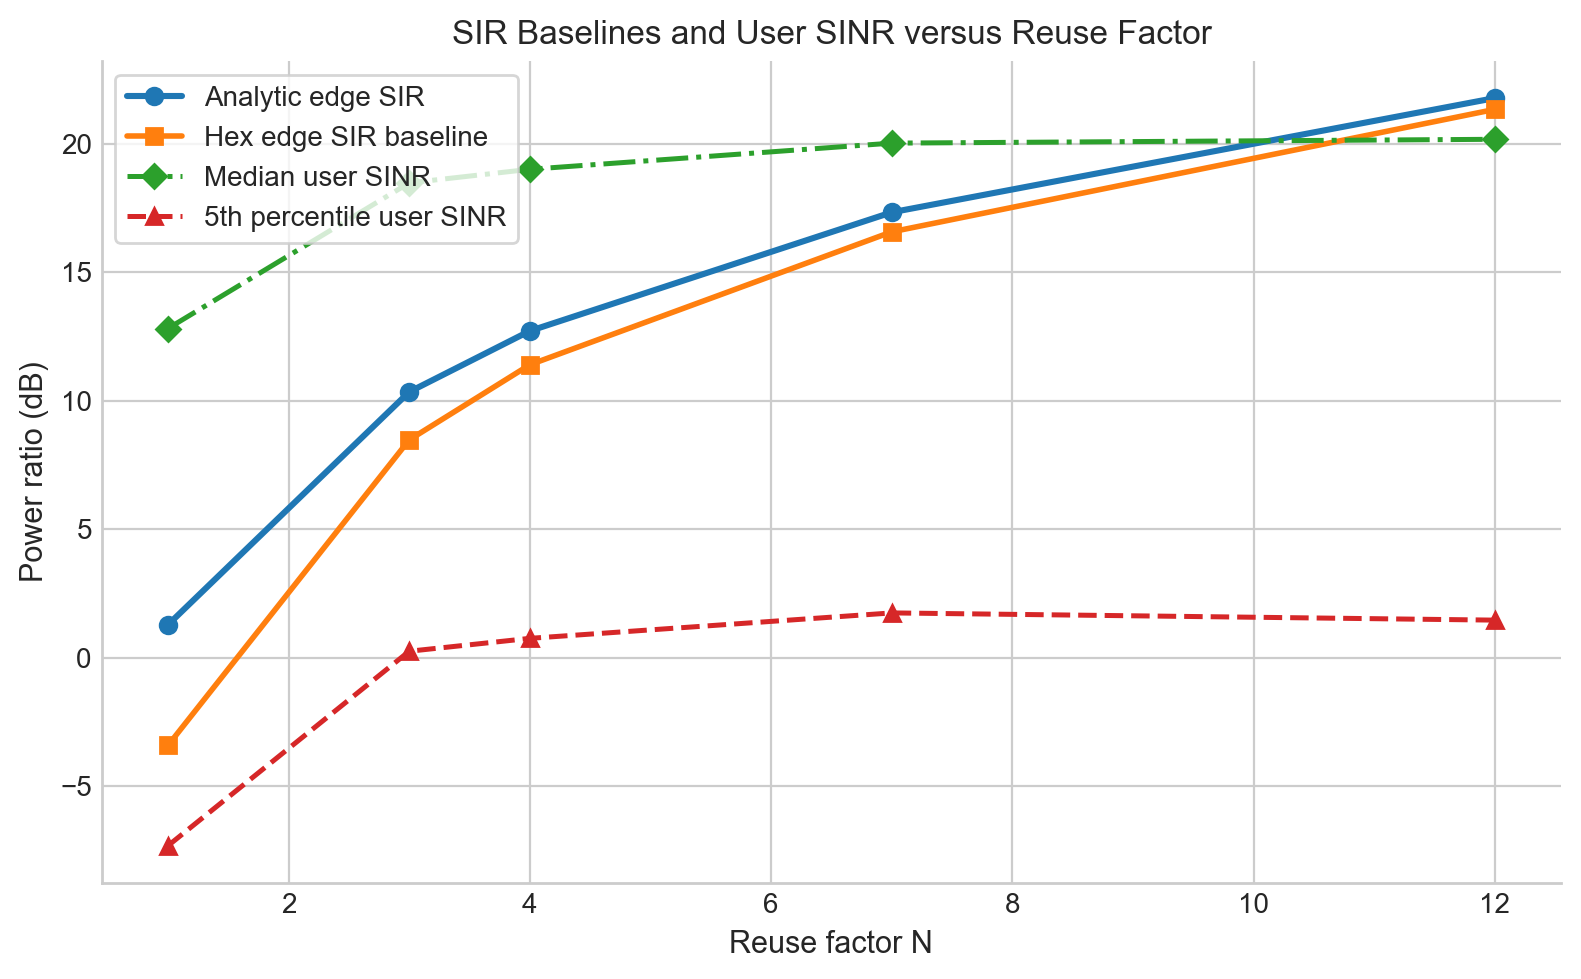 SIR Baselines and User SINR versus Reuse Factor
Analytic edge SIR
Hex edge SIR baseline
Median user SINR
5th percentile user SINR
Power ratio (dB)
20
15
10
5
0
−5
2
4
6
8
10
12
Reuse factor N